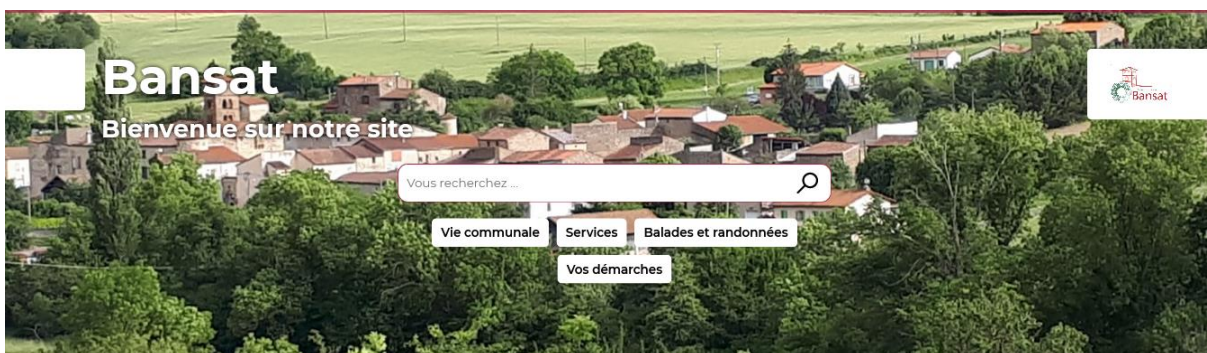 Bansat
Bienvenue sur notre site
Bansat
Vous recherchez ...
Vie communale Services Balades et randonnées
Vos démarches